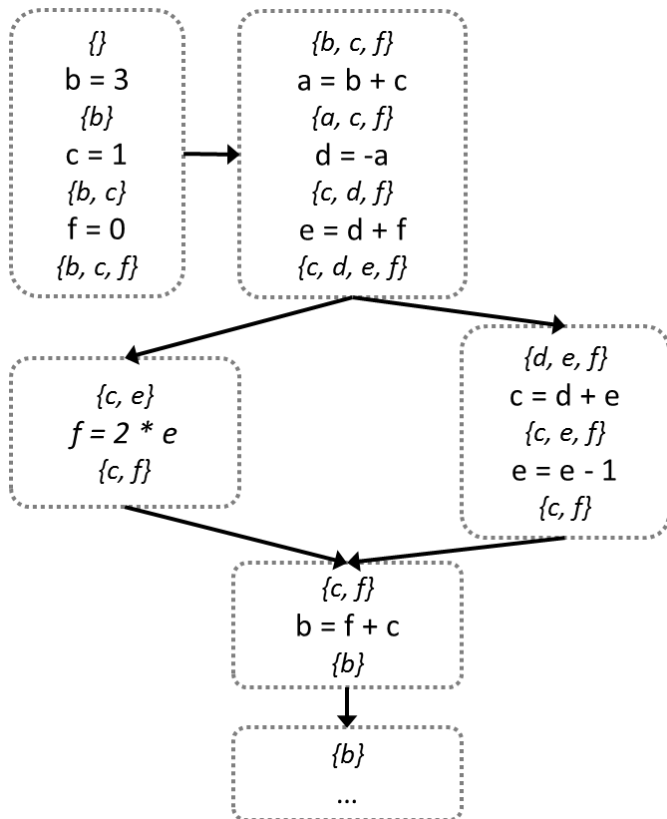 {}
b = 3
{b}
c = 1
{b, c}
f = 0
{b, c, f}
{b, c, f}
a = b + c
{a, c, f}
d = -a
{c, d, f}
e = d + f
{c, d, e, f}
{c, e}
f = 2 * e
{c, f}
{d, e, f}
c = d + e
{c, e, f}
e = e - 1
{c, f}
{c, f}
b = f + c
{b}
{b}
...